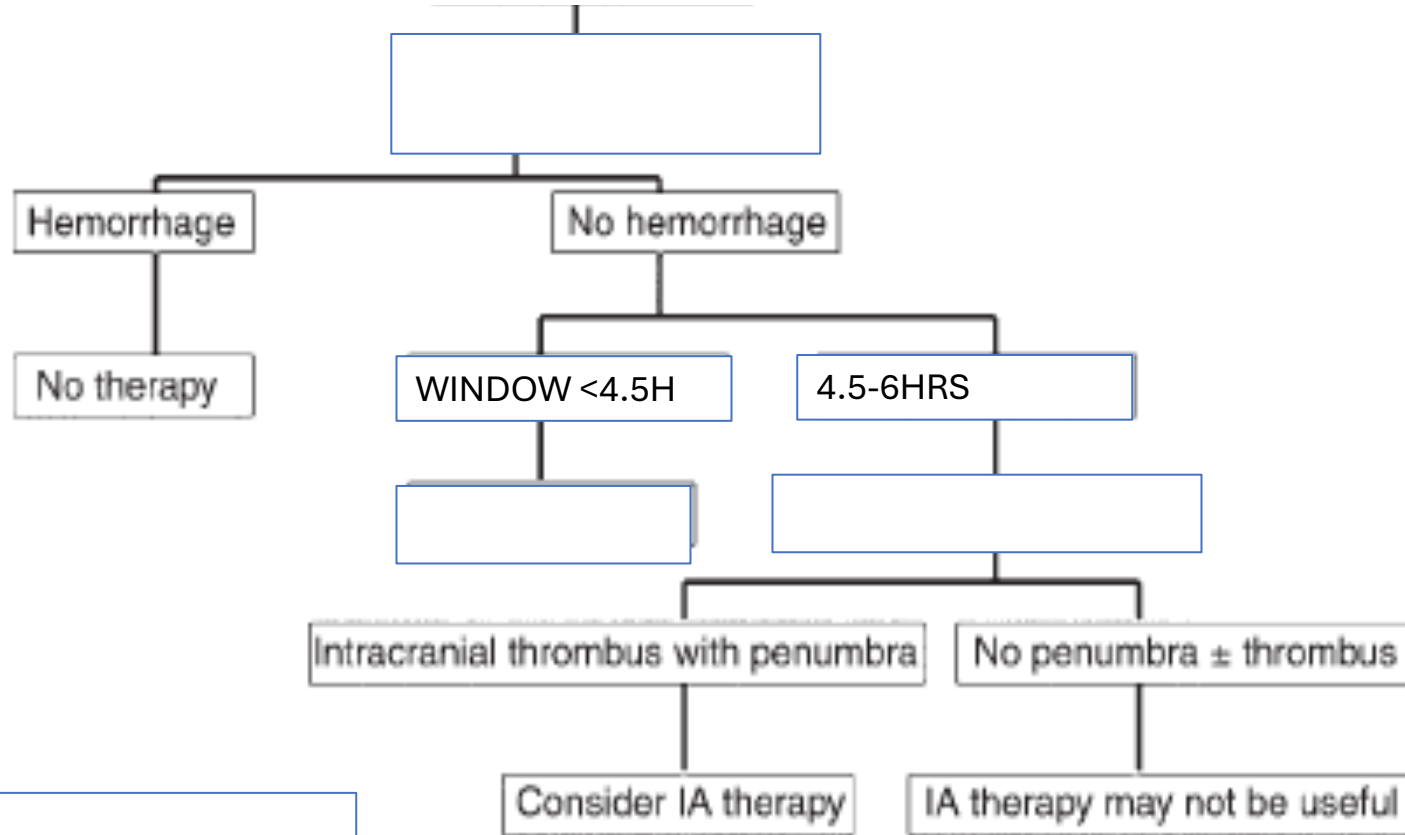 Hemorrhage
No hemorrhage
No therapy
WINDOW <4.5H
4.5-6HRS
Intracranial thrombus with penumbra
No penumbra ± thrombus
Consider IA therapy
IA therapy may not be useful